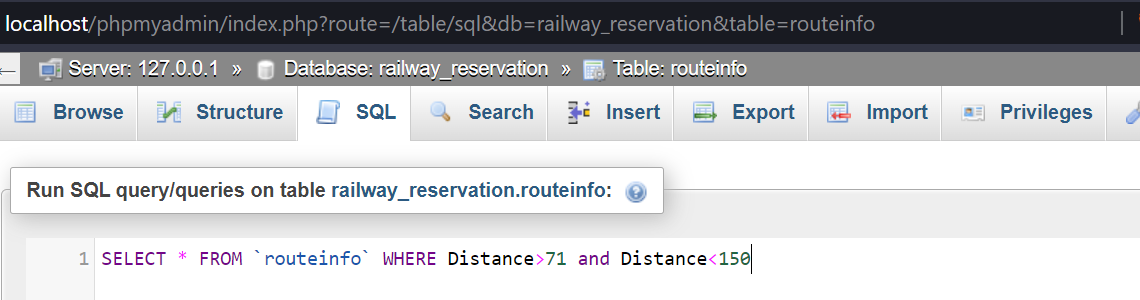 localhost/phpmyadmin/index.php?route=/table/sql&db=railway_reservation&table=routeinfo
Server: 127.0.0.1 » Database: railway_reservation » Table: routeinfo
Browse Structure SQL Search Insert Export Import Privileges
Run SQL query/queries on table railway_reservation.routeinfo:
1 SELECT * FROM `routeinfo` WHERE Distance>71 and Distance<150